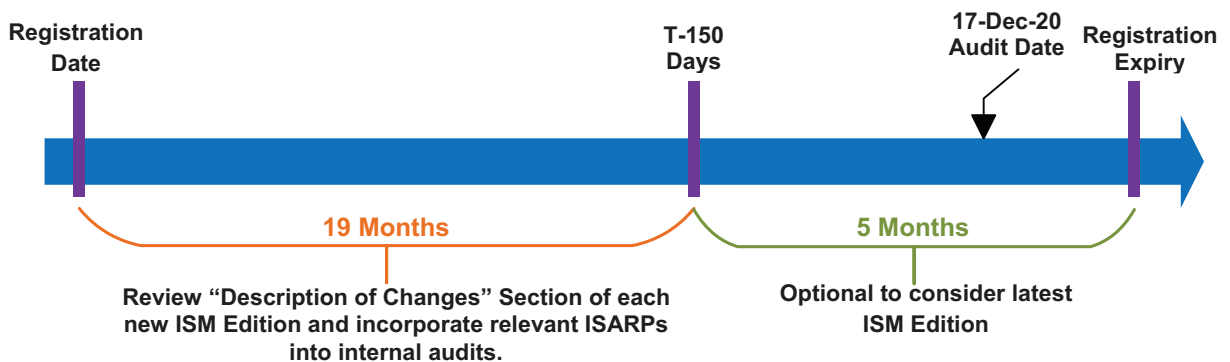 Registration
Date
T-150
Days
17-Dec-20
Audit Date
Registration
Expiry
19 Months
5 Months
Review “Description of Changes” Section of each
new ISM Edition and incorporate relevant ISARPs
into internal audits.
Optional to consider latest
ISM Edition